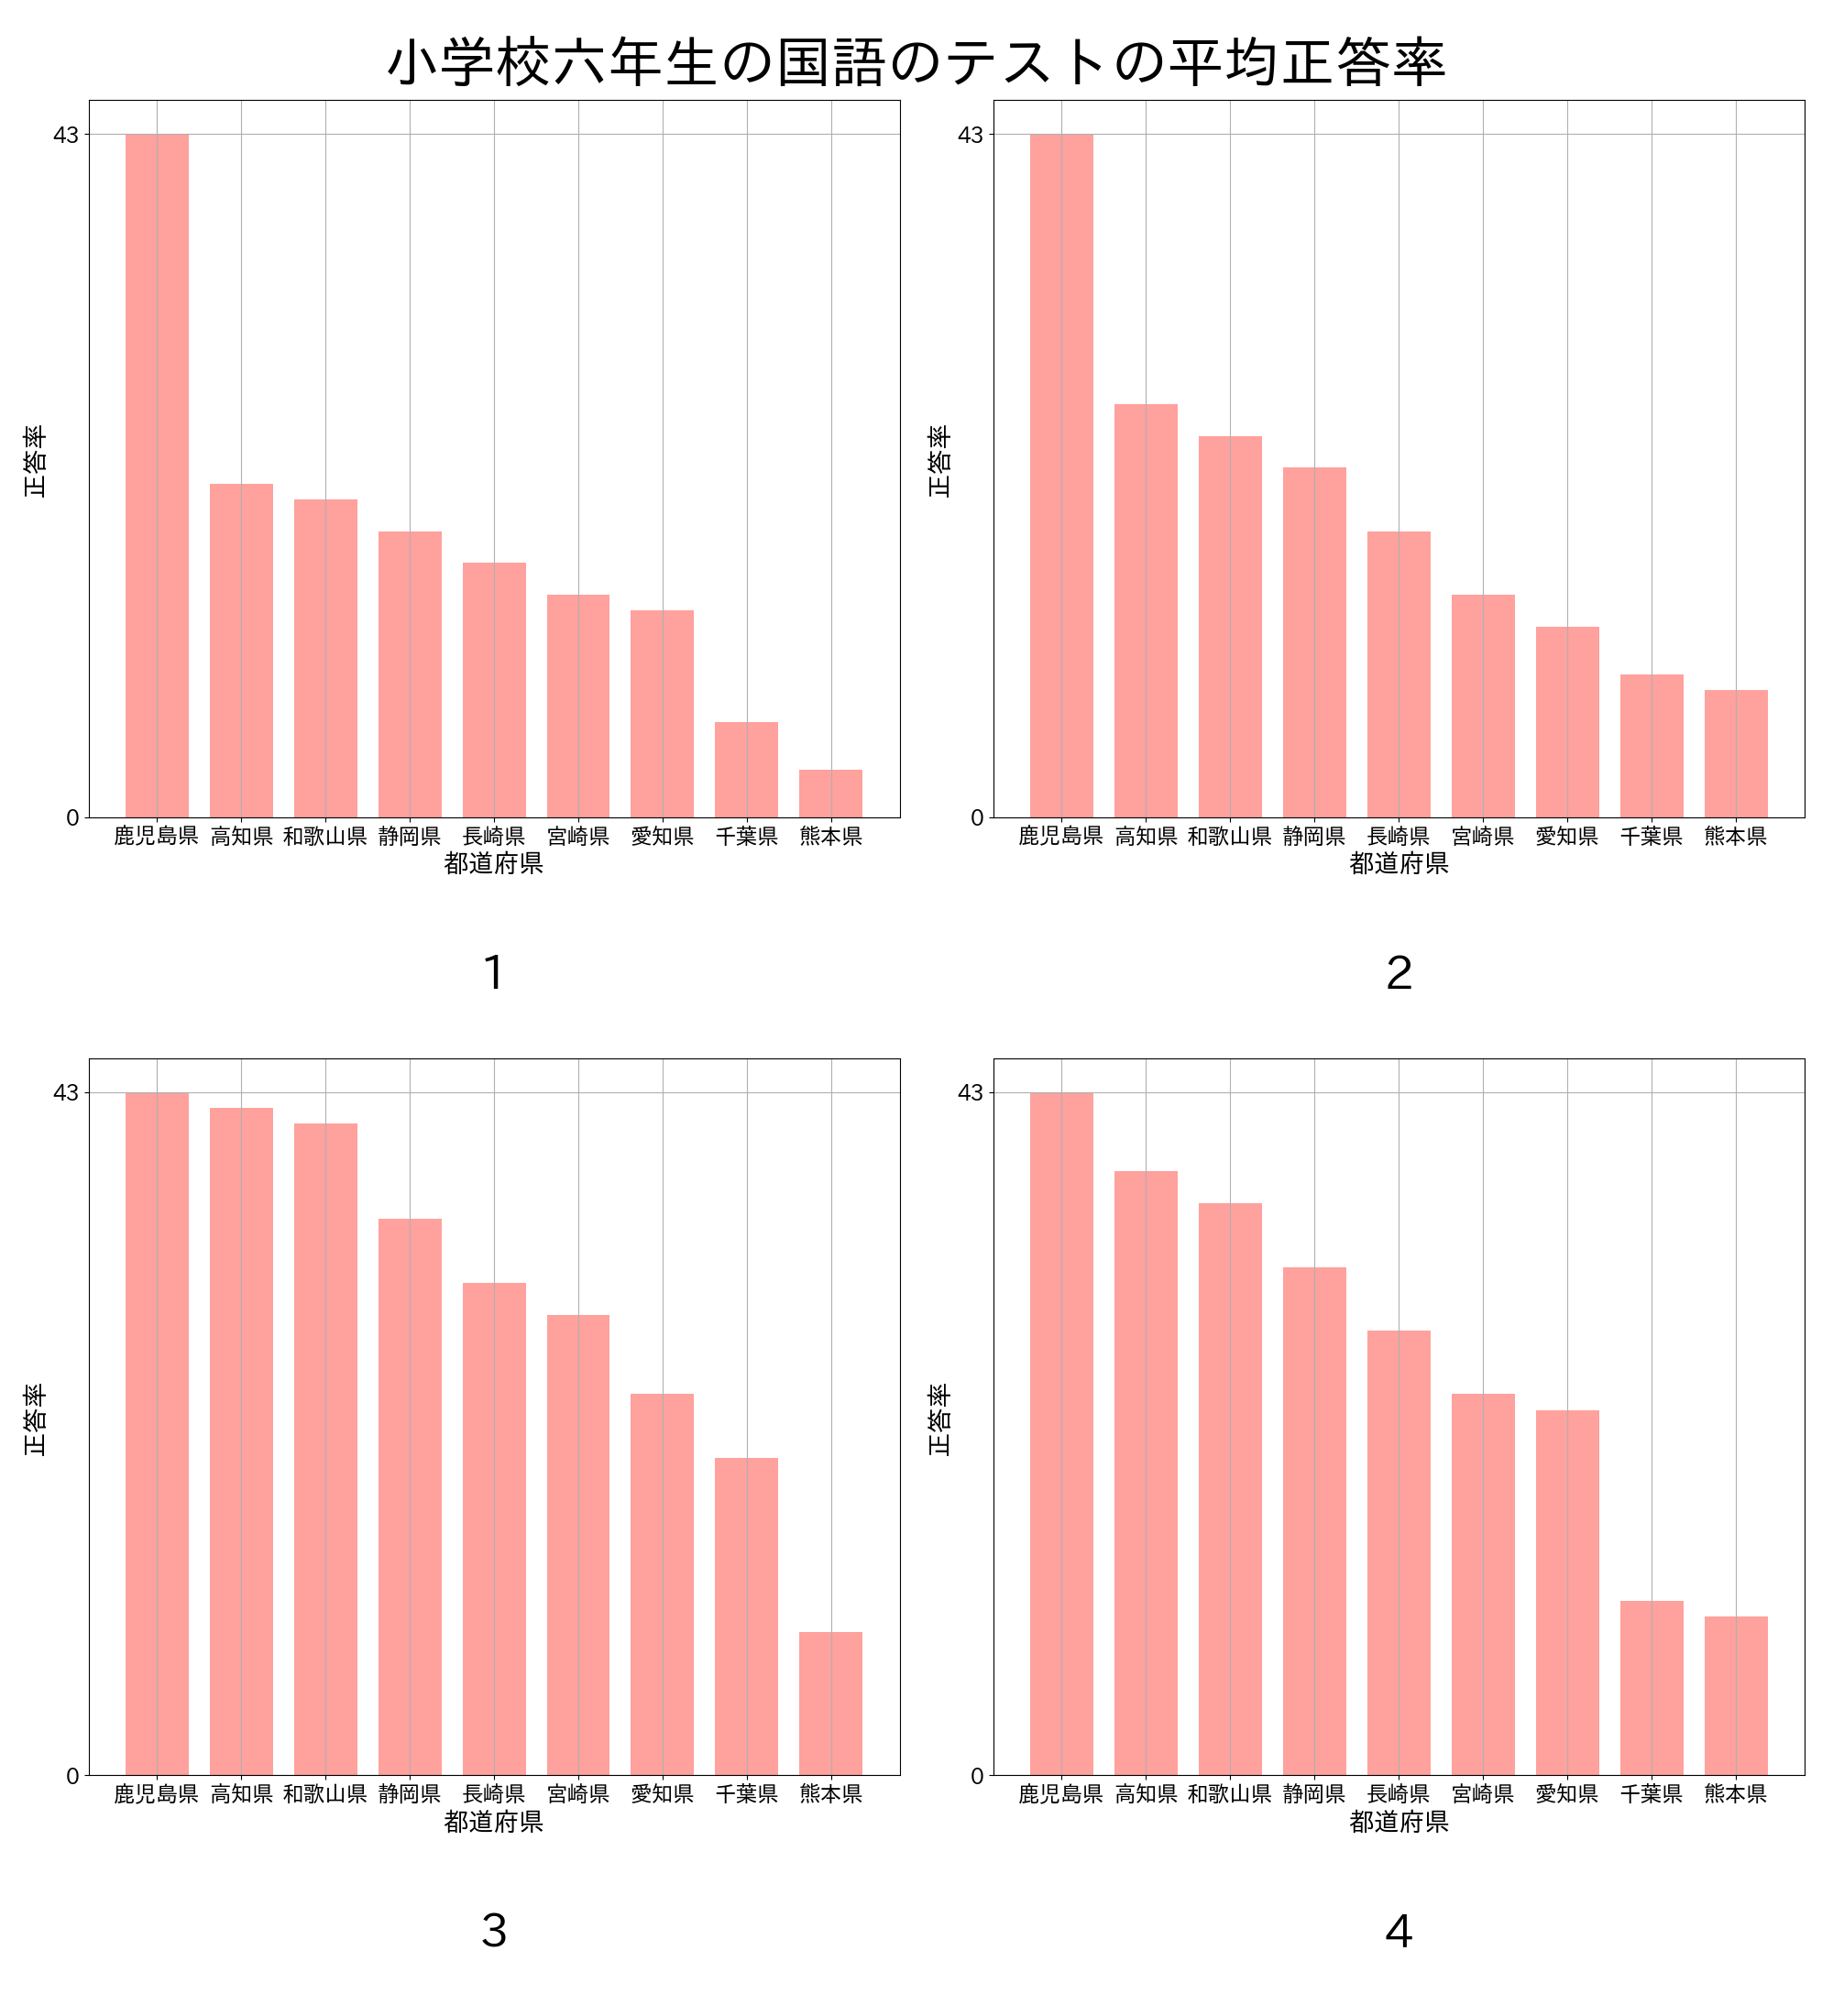 小学校六年生の国語のテストの平均正答率
43
正答率
0
鹿児島県 高知県 和歌山県 静岡県 長崎県 宮崎県 愛知県 千葉県 熊本県
都道府県
1
43
正答率
0
鹿児島県 高知県 和歌山県 静岡県 長崎県 宮崎県 愛知県 千葉県 熊本県
都道府県
2
43
正答率
0
鹿児島県 高知県 和歌山県 静岡県 長崎県 宮崎県 愛知県 千葉県 熊本県
都道府県
3
43
正答率
0
鹿児島県 高知県 和歌山県 静岡県 長崎県 宮崎県 愛知県 千葉県 熊本県
都道府県
4